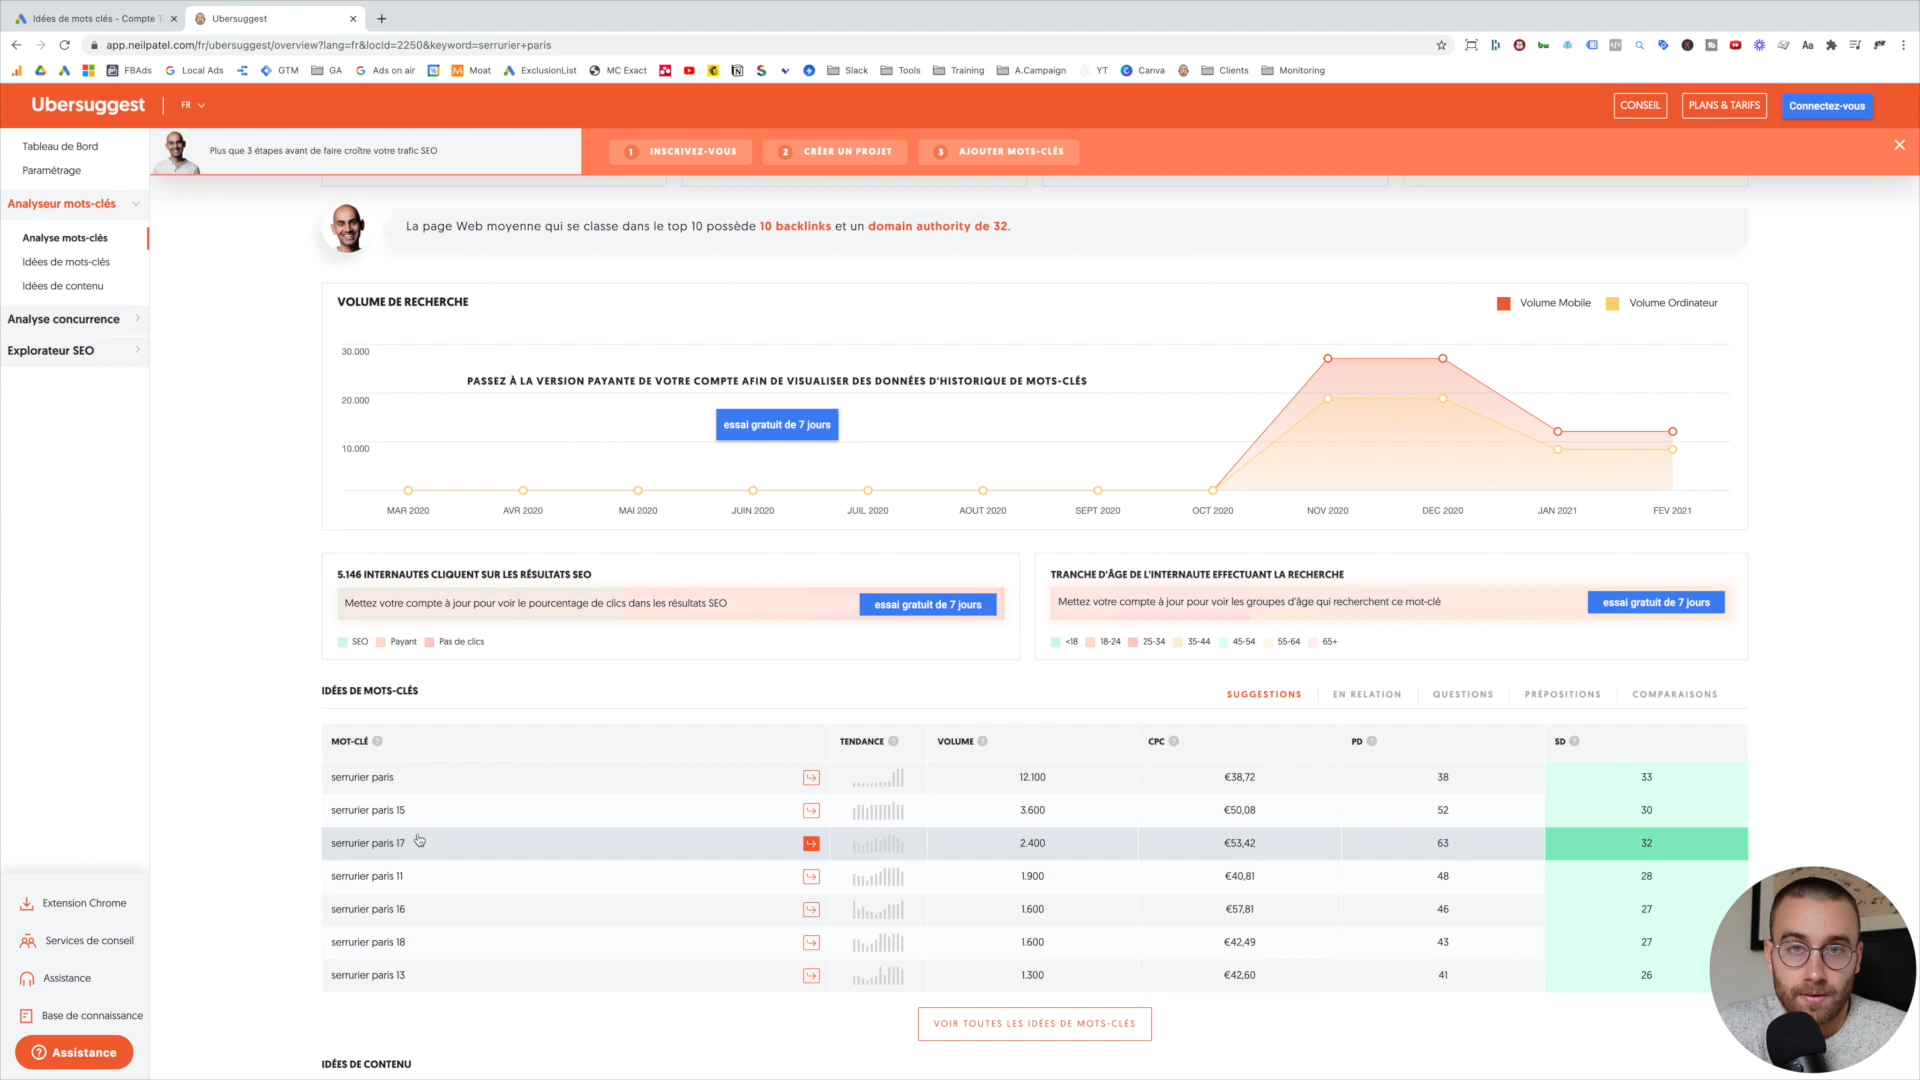 Idées de mots clés - Compte T
Ubersuggest
app.neilpatel.com/fr/ubersuggest/overview?lang=fr&locId=2250&keyword=serrurier+paris
FBAds
Local Ads
GTM
GA
Ads on air
Moat
ExclusionList
MC Exact
Slack
Tools
Training
A.Campaign
YT
Canva
Clients
Monitoring
Ubersuggest
FR
CONSEIL
PLANS & TARIFS
Connectez-vous
Tableau de Bord
Paramétrage
Analyseur mots-clés
Analyse mots-clés
Idées de mots-clés
Idées de contenu
Analyse concurrence
Explorateur SEO
Extension Chrome
Services de conseil
Assistance
Base de connaissance
Assistance
Plus que 3 étapes avant de faire croître votre trafic SEO
1 INSCRIVEZ-VOUS
2 CRÉER UN PROJET
3 AJOUTER MOTS-CLÉS
La page Web moyenne qui se classe dans le top 10 possède 10 backlinks et un domain authority de 32.
VOLUME DE RECHERCHE
Volume Mobile
Volume Ordinateur
30.000
20.000
10.000
PASSEZ À LA VERSION PAYANTE DE VOTRE COMPTE AFIN DE VISUALISER DES DONNÉES D'HISTORIQUE DE MOTS-CLÉS
essai gratuit de 7 jours
MAR 2020 AVR 2020 MAI 2020 JUIN 2020 JUIL 2020 AOUT 2020 SEPT 2020 OCT 2020 NOV 2020 DEC 2020 JAN 2021 FEV 2021
5.146 INTERNAUTES CLIQUENT SUR LES RÉSULTATS SEO
Mettez votre compte à jour pour voir le pourcentage de clics dans les résultats SEO
essai gratuit de 7 jours
SEO Payant Pas de clics
TRANCHE D'ÂGE DE L'INTERNAUTE EFFECTUANT LA RECHERCHE
Mettez votre compte à jour pour voir les groupes d'âge qui recherchent ce mot-clé
essai gratuit de 7 jours
<18 18-24 25-34 35-44 45-54 55-64 65+
IDÉES DE MOTS-CLÉS
SUGGESTIONS EN RELATION QUESTIONS PRÉPOSITIONS COMPARAISONS
MOT-CLÉ TENDANCE VOLUME CPC PD SD
serrurier paris 12.100 €38,72 38 33
serrurier paris 15 3.600 €50,08 52 30
serrurier paris 17 2.400 €53,42 63 32
serrurier paris 11 1.900 €40,81 48 28
serrurier paris 16 1.600 €57,81 46 27
serrurier paris 18 1.600 €42,49 43 27
serrurier paris 13 1.300 €42,60 41 26
VOIR TOUTES LES IDÉES DE MOTS-CLÉS
IDÉES DE CONTENU